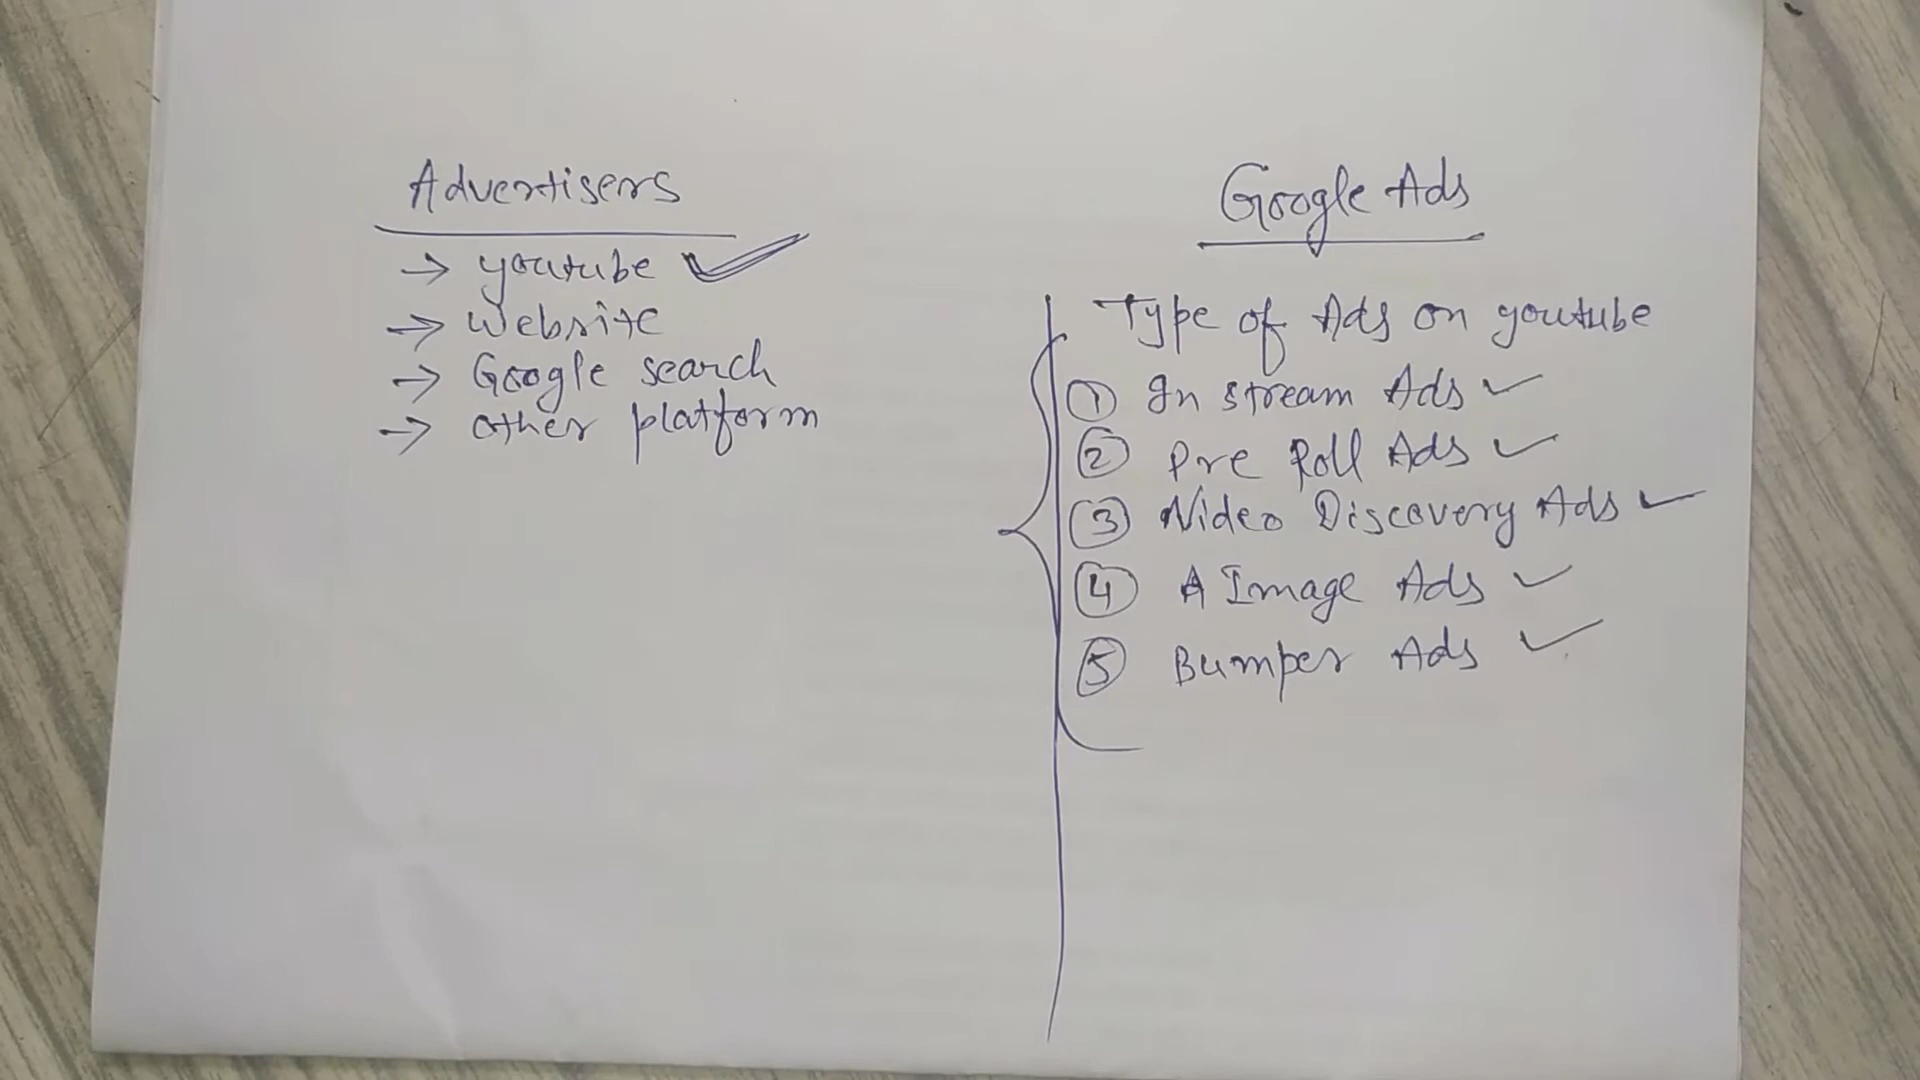 Advertisers
→ youtube ✓
→ Website
→ Google search
→ other platform
Google Ads
Type of Ads on youtube
① In stream Ads ✓
② Pre Roll Ads ✓
③ Video Discovery Ads ✓
④ A Image Ads ✓
⑤ Bumper Ads ✓